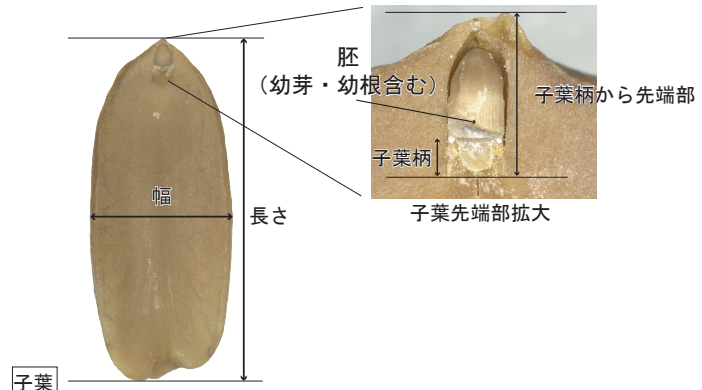 胚
(幼芽・幼根含む)
子葉柄から先端部
子葉柄
子葉先端部拡大
幅
長さ
子葉